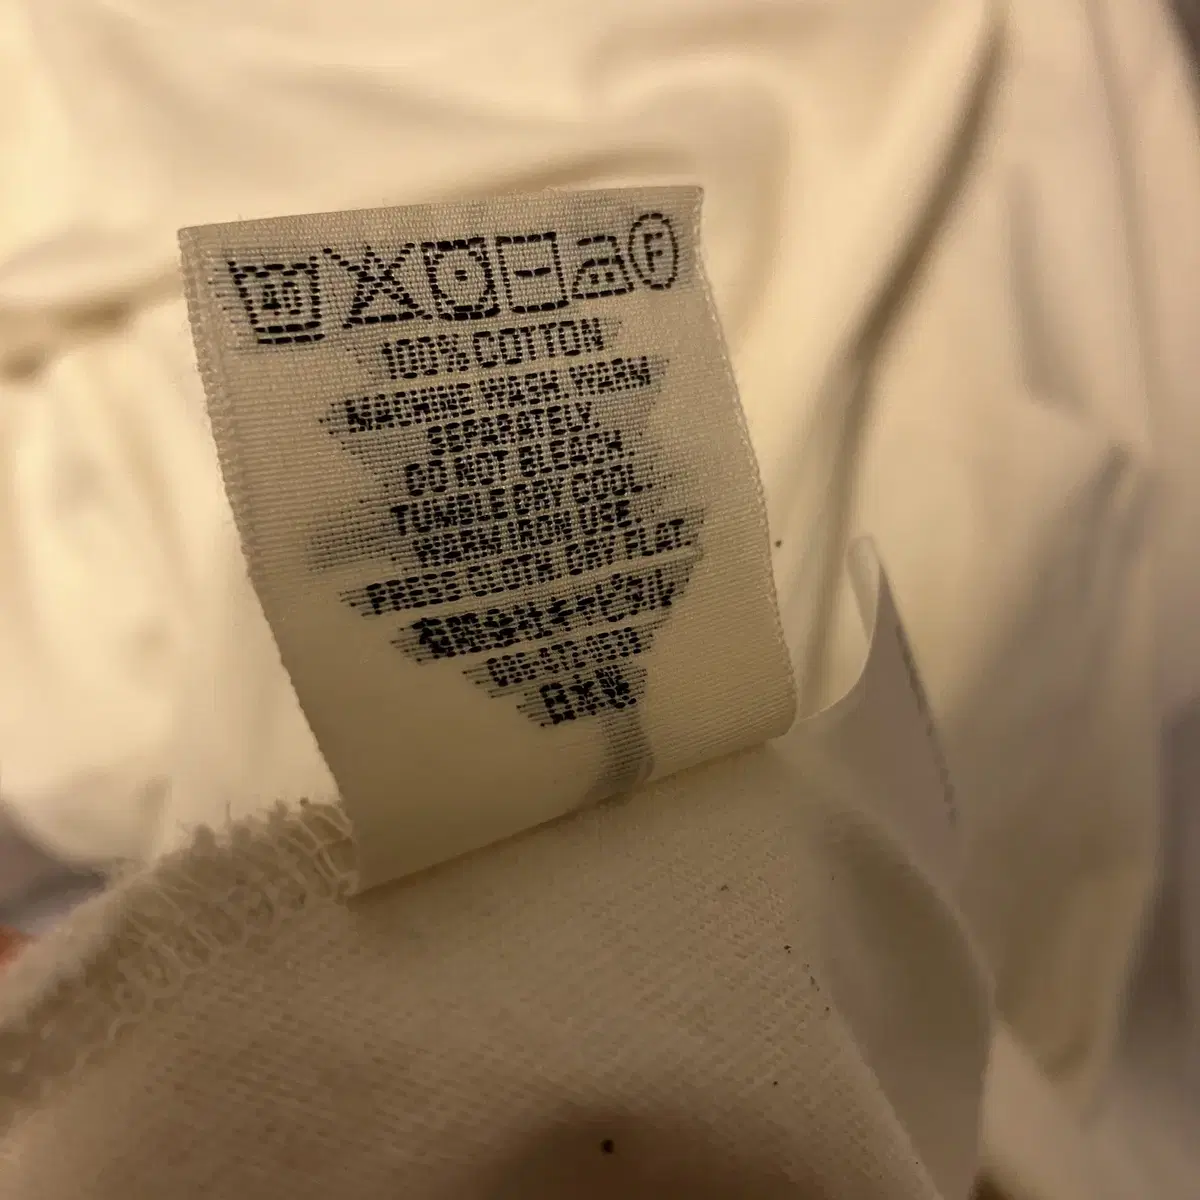 40 F
100% COTTON
MACHINE WASH WARM
SEPARATELY.
DO NOT BLEACH
TUMBLE DRY COOL.
WARM IRON USE
PRESS CLOTH. DRY FLAT.